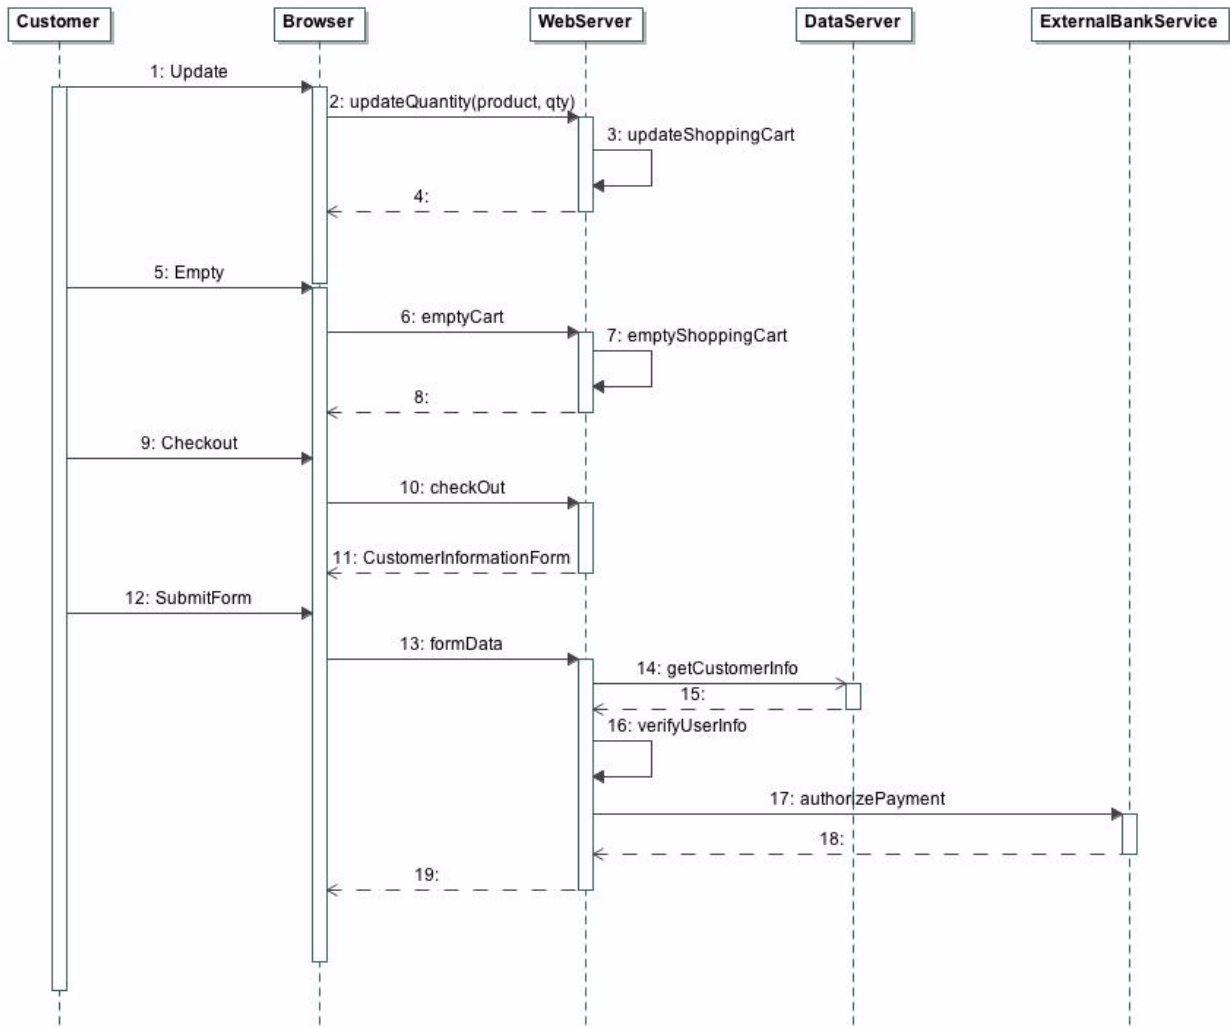 Customer
Browser
WebServer
DataServer
ExternalBankService
1: Update
2: updateQuantity(product, qty)
3: updateShoppingCart
4:
5: Empty
6: emptyCart
7: emptyShoppingCart
8:
9: Checkout
10: checkOut
11: CustomerInformationForm
12: SubmitForm
13: formData
14: getCustomerInfo
15:
16: verifyUserInfo
17: authorizePayment
18:
19: